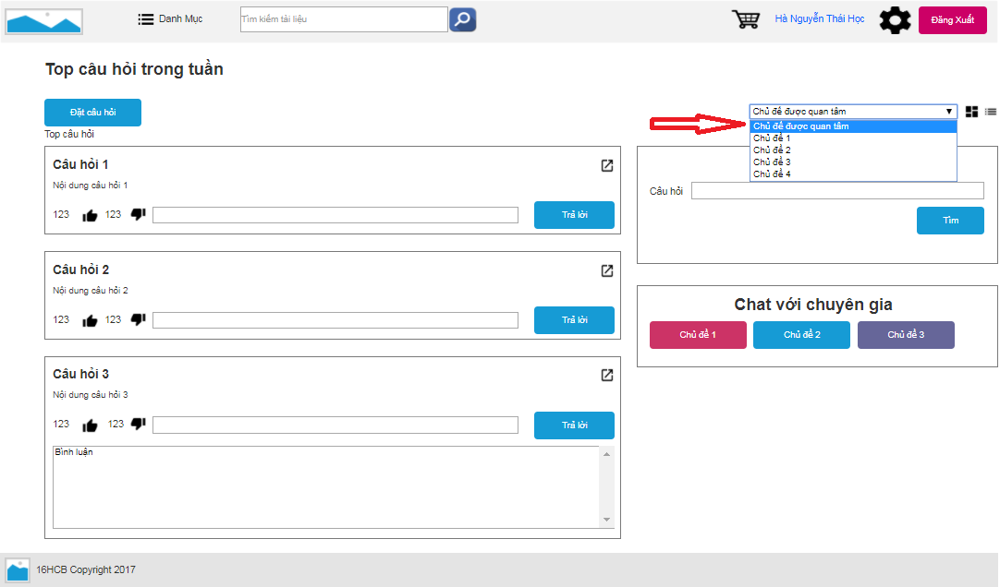 Danh Mục
Tìm kiếm tài liệu
Hà Nguyễn Thái Học
Đăng Xuất
Top câu hỏi trong tuần
Đặt câu hỏi
Chủ đề được quan tâm
Top câu hỏi
Chủ đề được quan tâm
Chủ đề 1
Chủ đề 2
Chủ đề 3
Chủ đề 4
Câu hỏi 1
Nội dung câu hỏi 1
123
123
Trả lời
Câu hỏi
Tìm
Câu hỏi 2
Nội dung câu hỏi 2
123
123
Trả lời
Chat với chuyên gia
Chủ đề 1
Chủ đề 2
Chủ đề 3
Câu hỏi 3
Nội dung câu hỏi 3
123
123
Trả lời
Bình luận
16HCB Copyright 2017